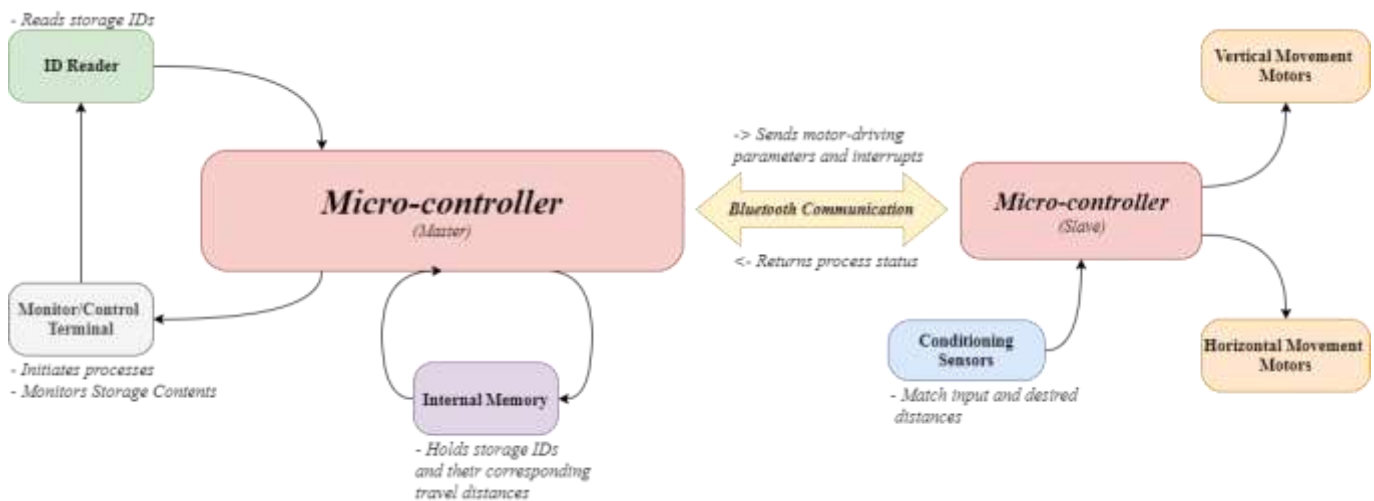 - Reads storage IDs
ID Reader
Micro-controller
(Master)
Monitor/Control
Terminal
- Initiates processes
- Monitors Storage Contents
Internal Memory
- Holds storage IDs
and their corresponding
travel distances
-> Sends motor-driving
parameters and interrupts
Bluetooth Communication
<- Returns process status
Micro-controller
(Slave)
Conditioning
Sensors
- Match input and desired
distances
Vertical Movement
Motors
Horizontal Movement
Motors